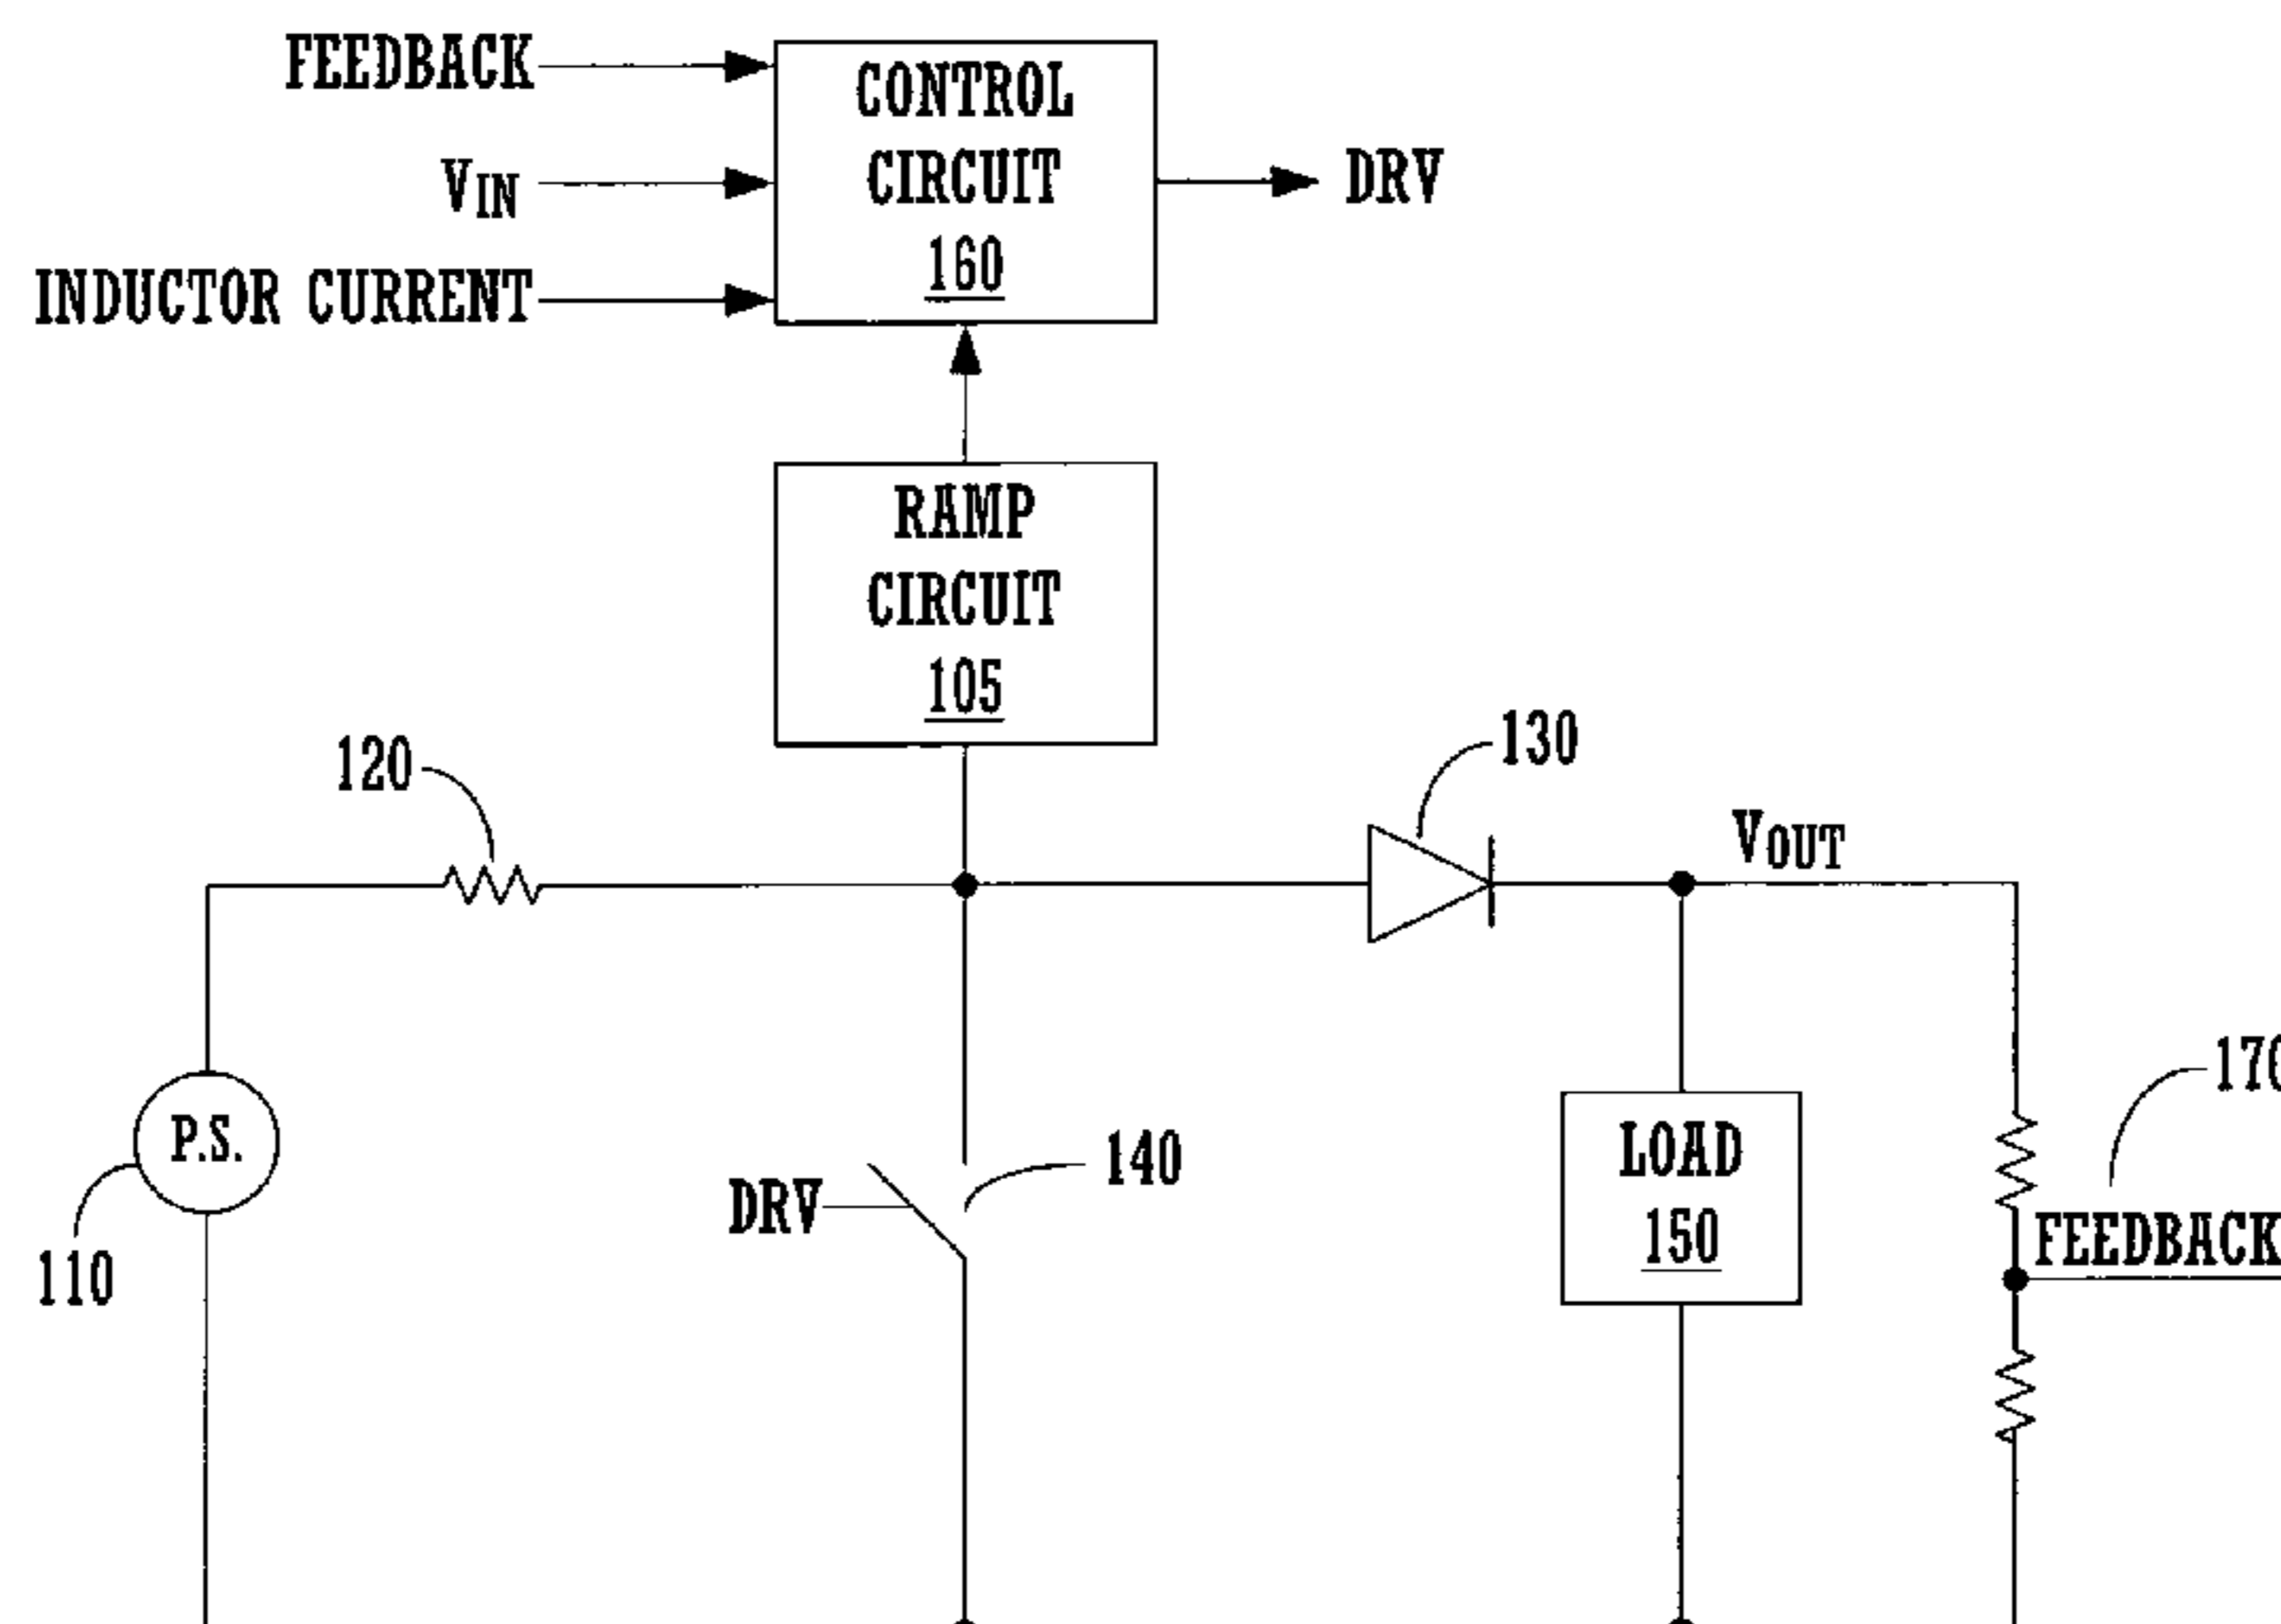 FEEDBACK
VIN
INDUCTOR CURRENT
CONTROL
CIRCUIT
160
DRV
RAMP
CIRCUIT
105
120
130
VOUT
P.S.
110
DRV
140
LOAD
150
FEEDBACK